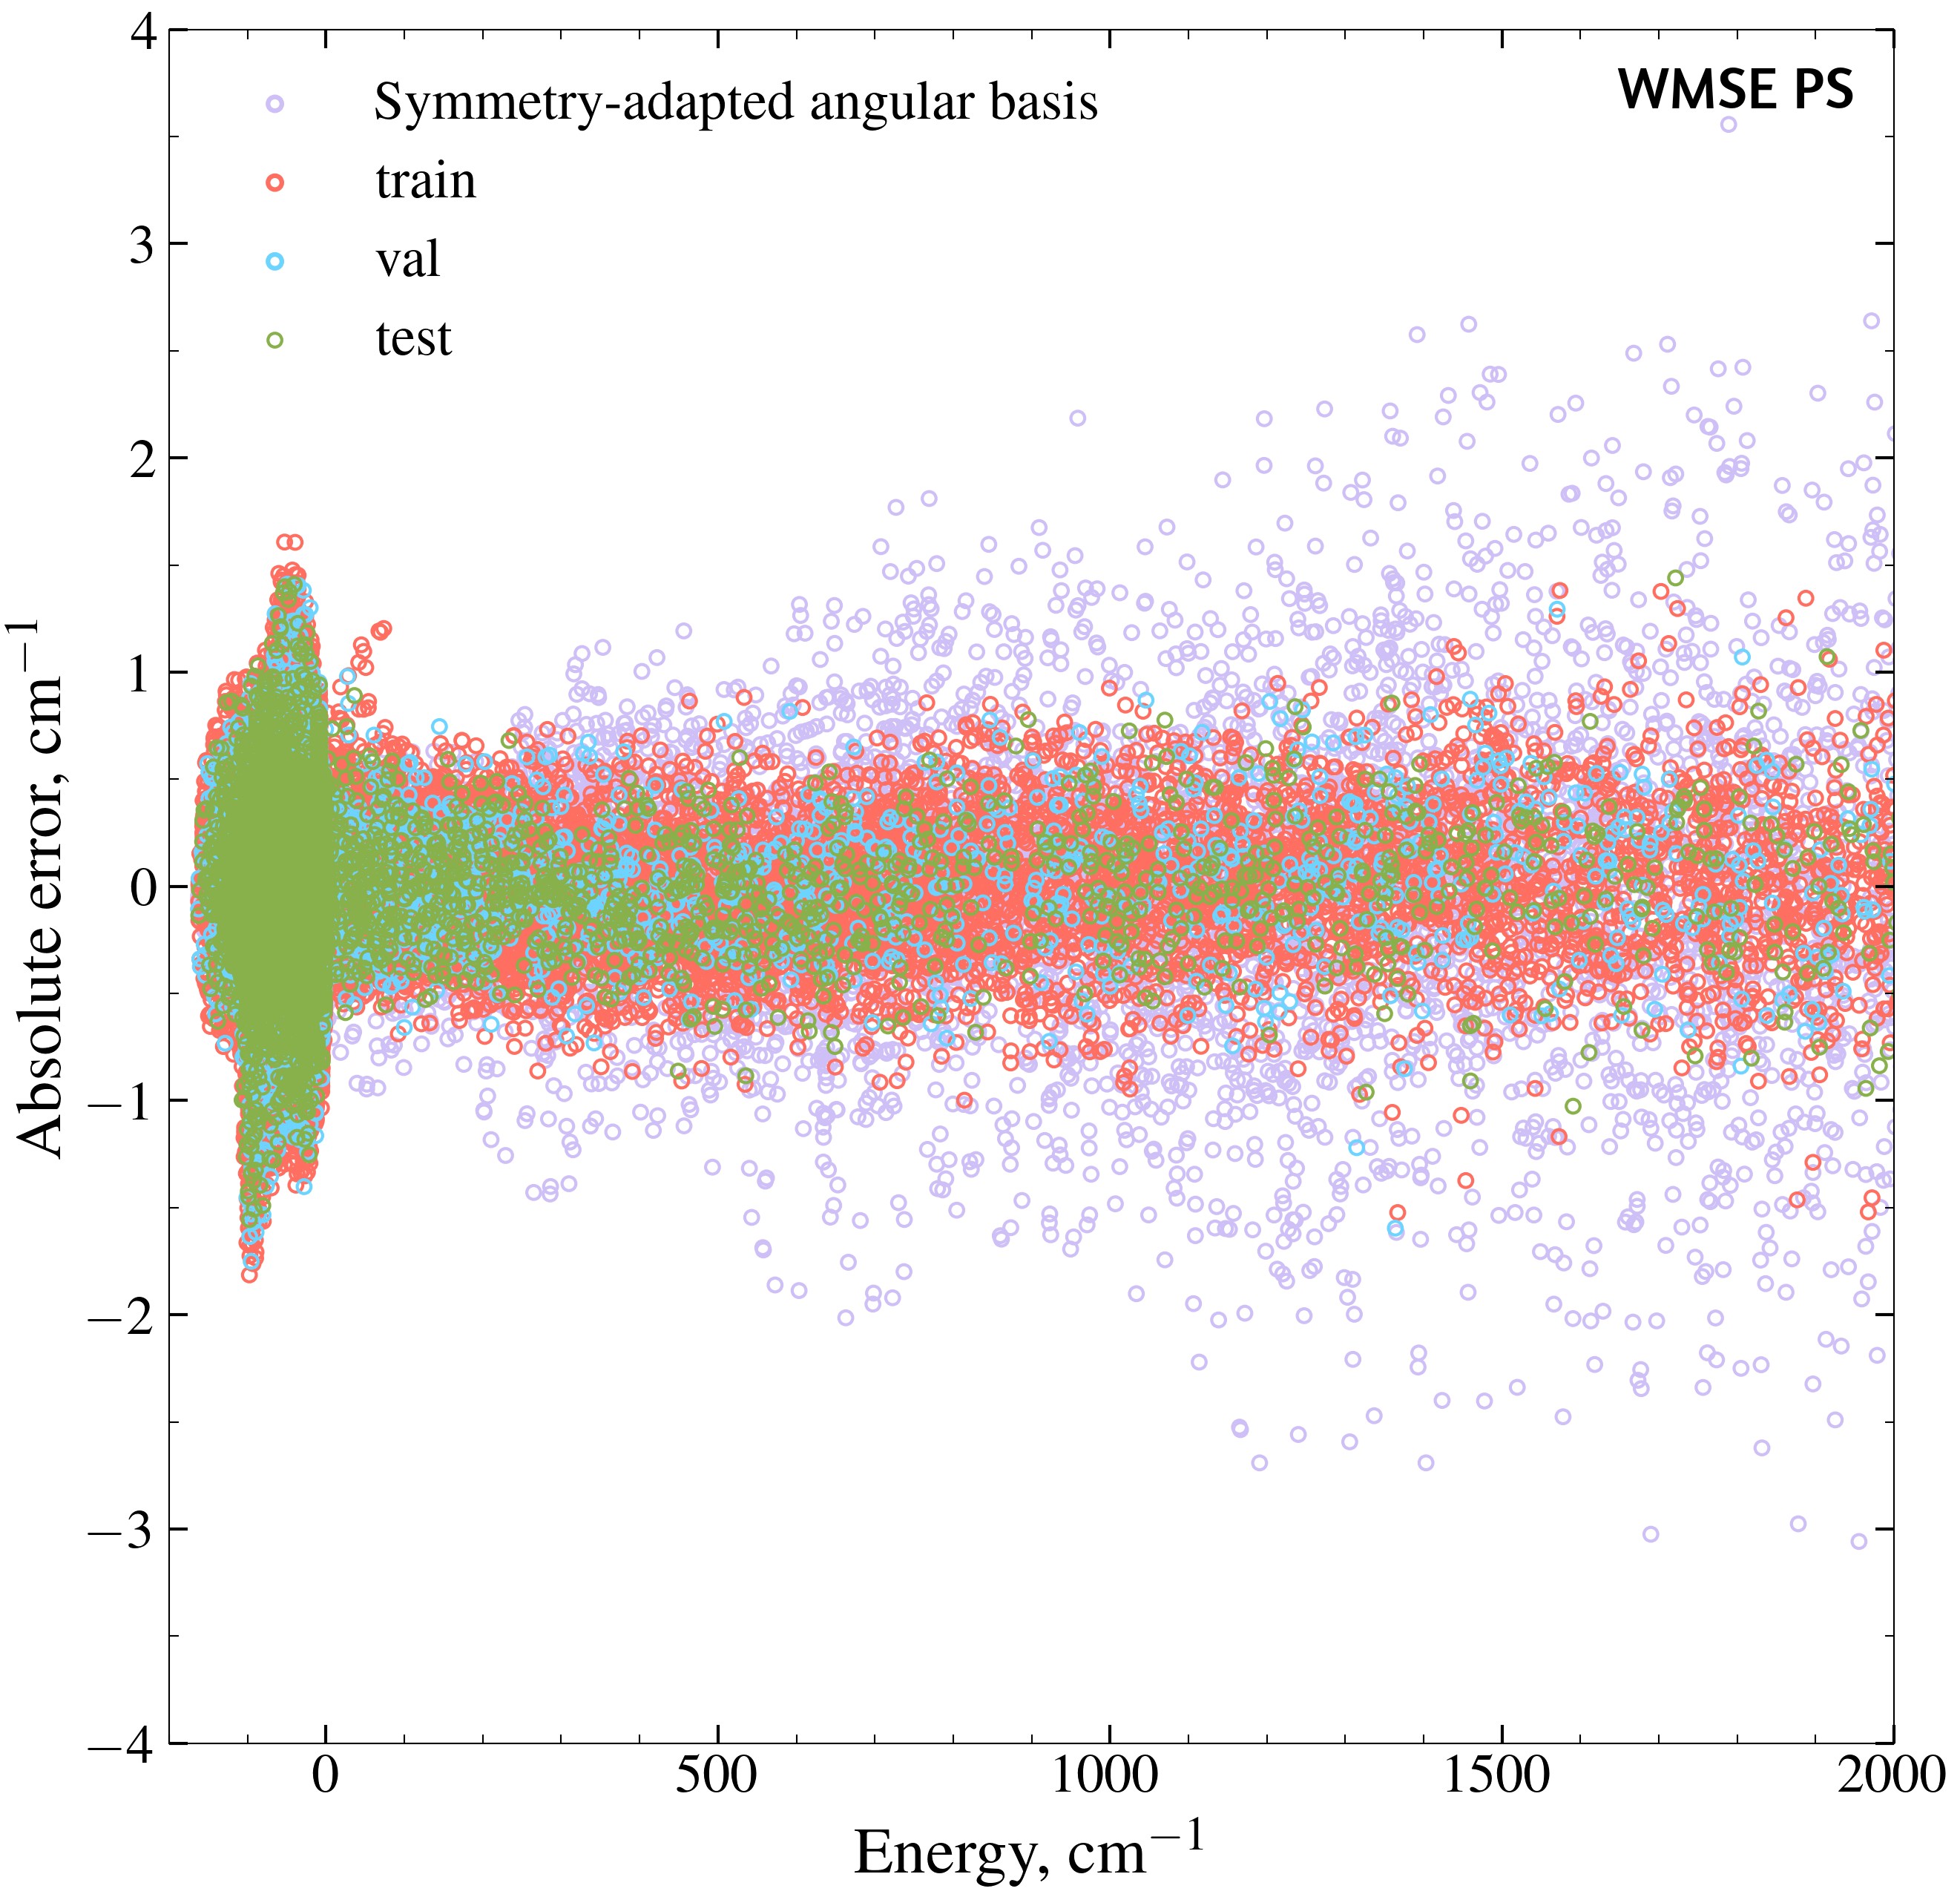 4
WMSE PS
Symmetry-adapted angular basis
train
3
val
test
2
1
0
−1
−2
−3
−4
Absolute error, cm⁻¹
0 500 1000 1500 2000
Energy, cm⁻¹